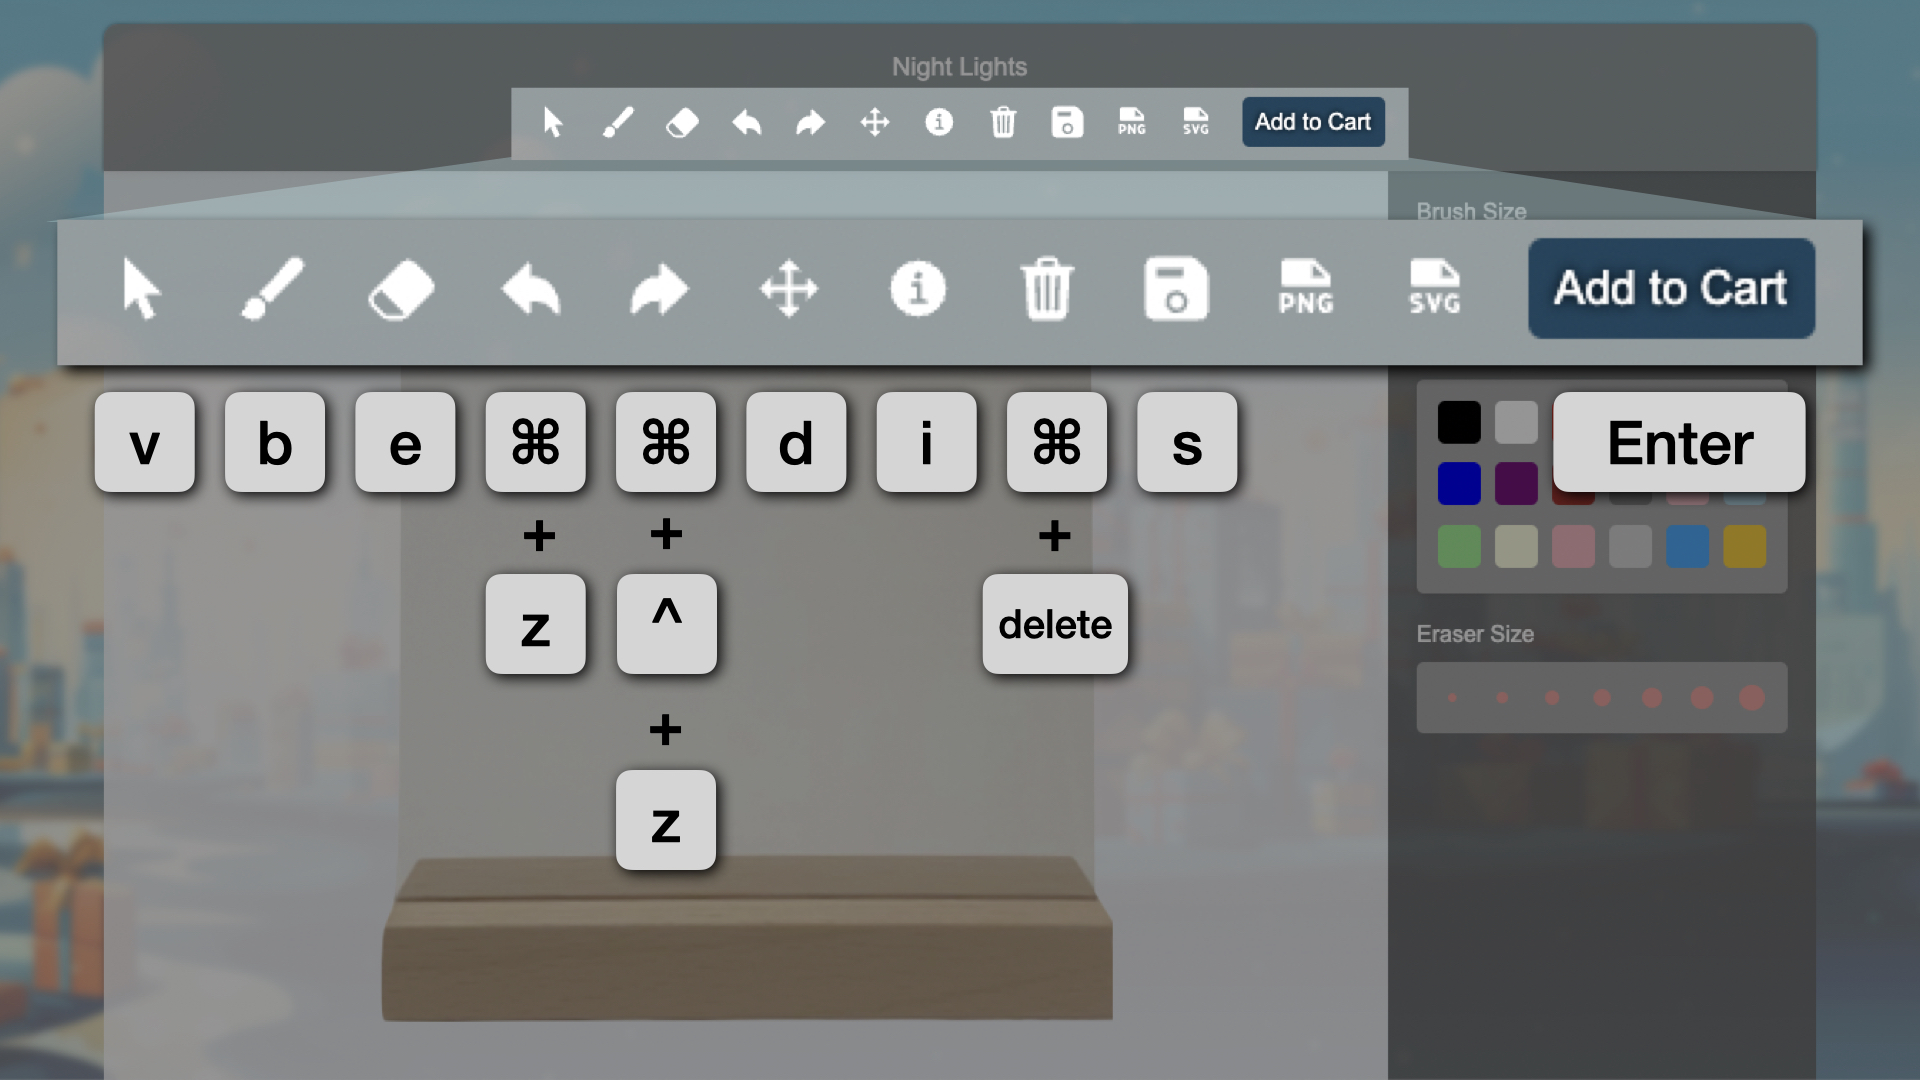 Night Lights
PNG SVG Add to Cart
Brush Size
PNG SVG Add to Cart
v b e ⌘ ⌘ d i ⌘ s Enter
+ + +
z ^ delete
+
z
Eraser Size